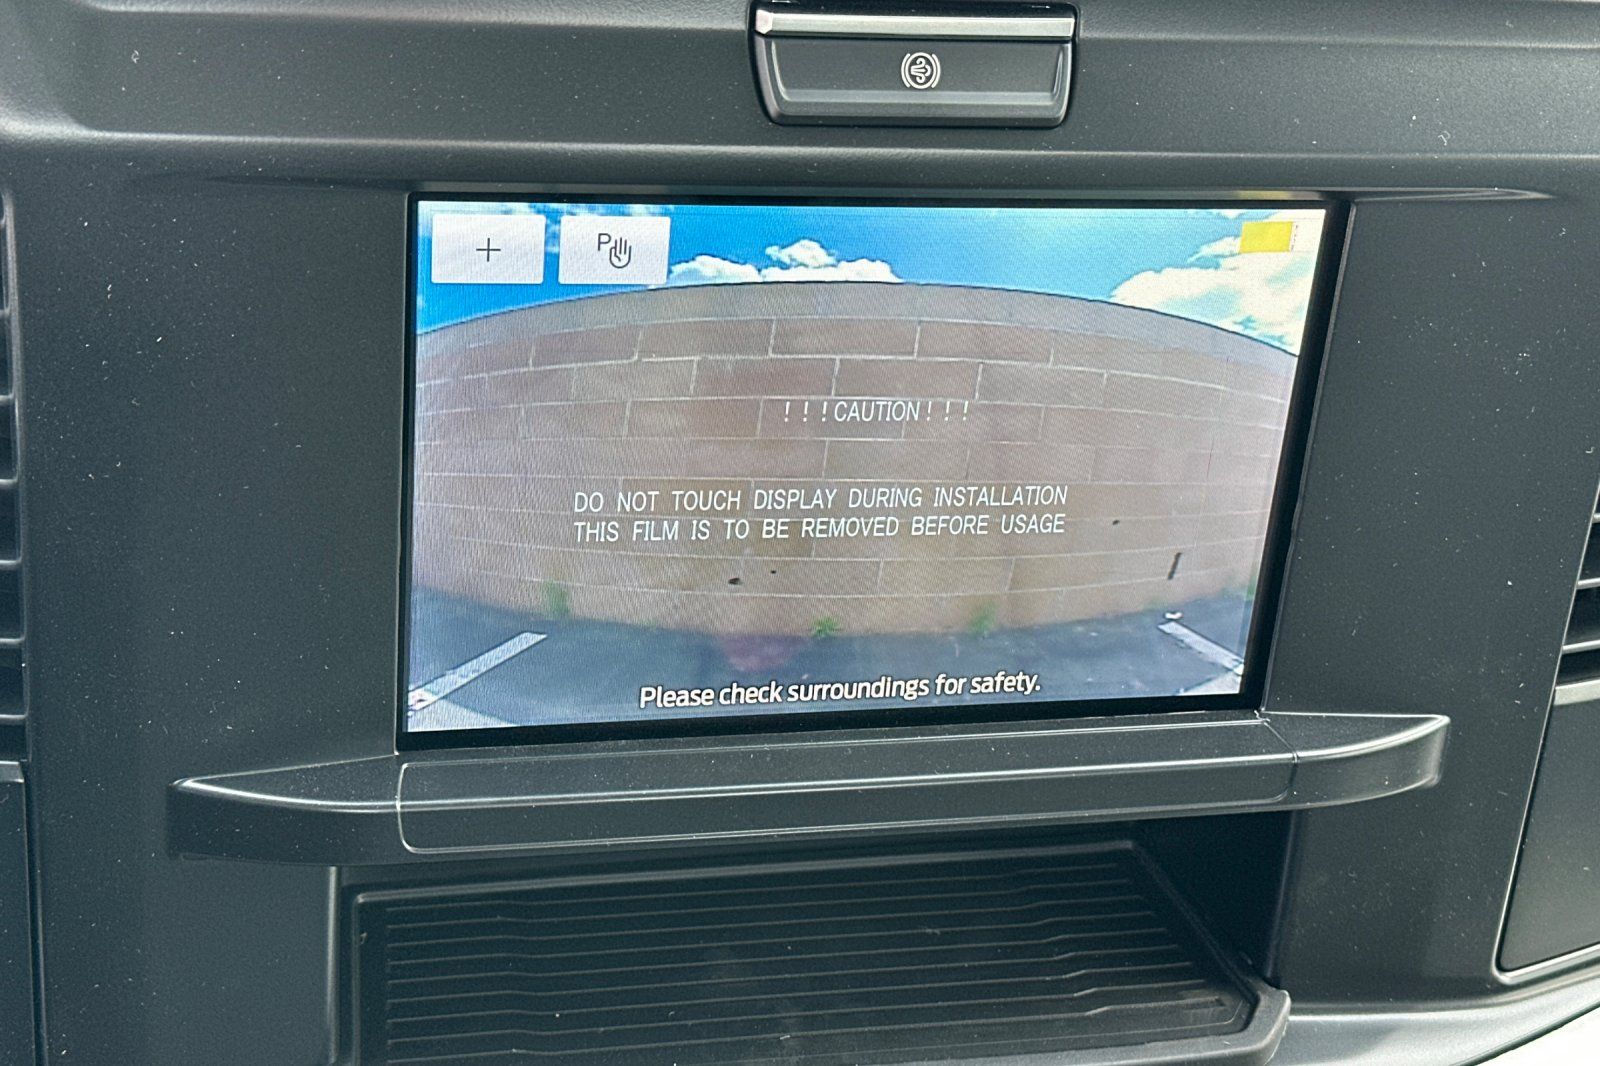 +
P
! ! ! CAUTION ! ! !
DO NOT TOUCH DISPLAY DURING INSTALLATION
THIS FILM IS TO BE REMOVED BEFORE USAGE
Please check surroundings for safety.